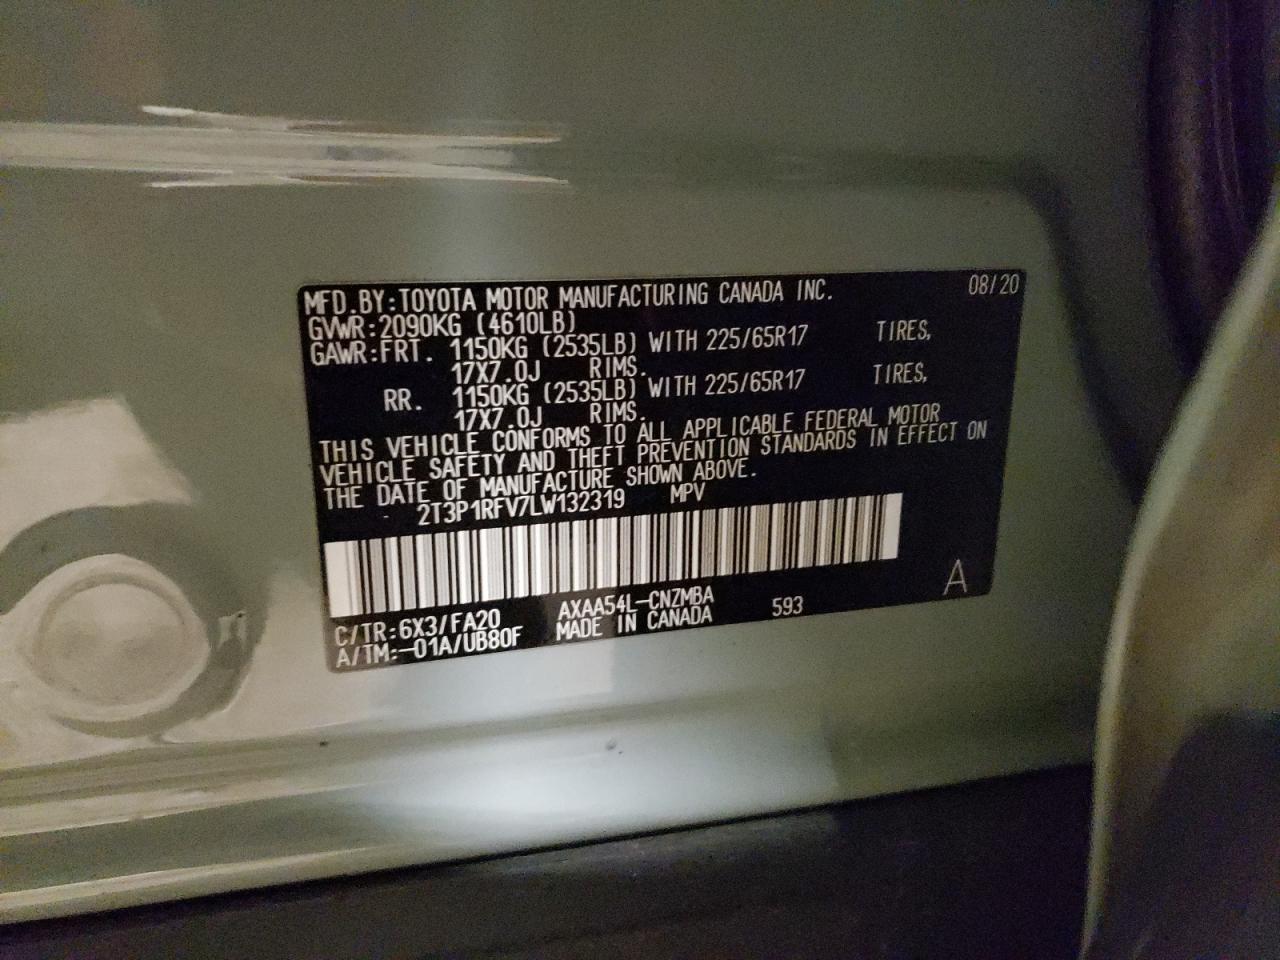 MFD.BY:TOYOTA MOTOR MANUFACTURING CANADA INC. 08/20
GVWR:2090KG (4610LB)
GAWR:FRT. 1150KG (2535LB) WITH 225/65R17 TIRES,
17X7.0J RIMS.
RR. 1150KG (2535LB) WITH 225/65R17 TIRES,
17X7.0J RIMS.
THIS VEHICLE CONFORMS TO ALL APPLICABLE FEDERAL MOTOR
VEHICLE SAFETY AND THEFT PREVENTION STANDARDS IN EFFECT ON
THE DATE OF MANUFACTURE SHOWN ABOVE.
2T3P1RFV7LW132319 MPV
A
C/TR:6X3/FA20 AXAA54L-CNZMBA 593
A/TM:-01A/UB80F MADE IN CANADA